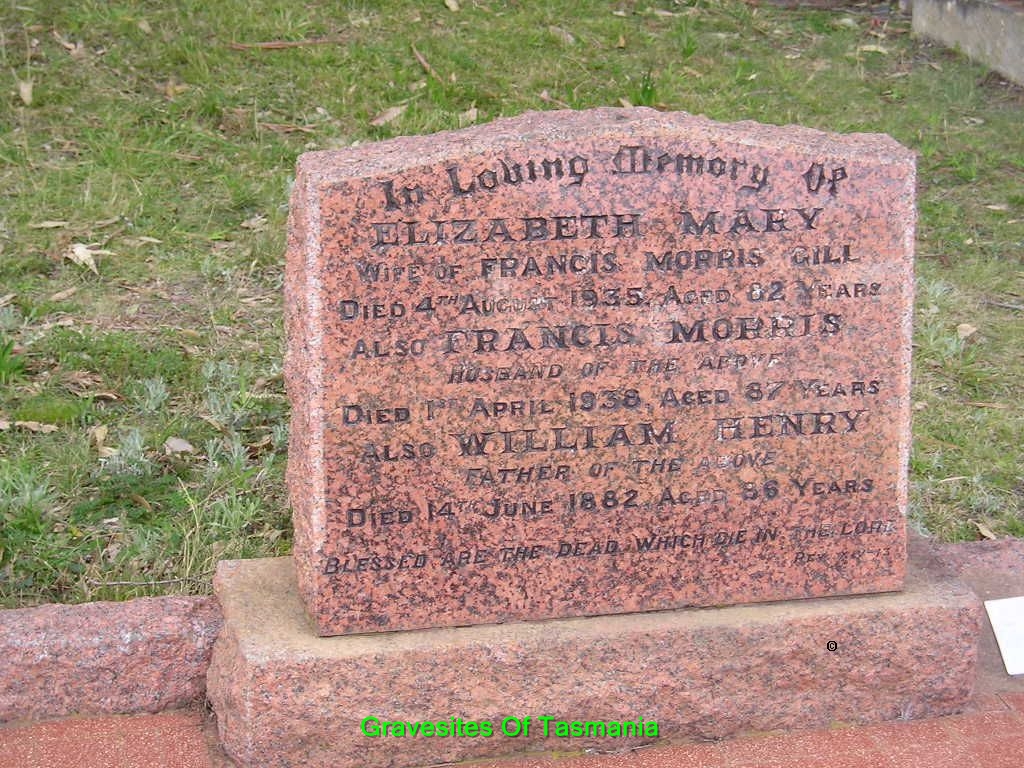 In Loving Memory Of
ELIZABETH MARY
WIFE OF FRANCIS MORRIS GILL
DIED 4TH AUGUST 1935, AGED 82 YEARS
ALSO FRANCIS MORRIS
HUSBAND OF THE ABOVE
DIED 1ST APRIL 1938, AGED 87 YEARS
ALSO WILLIAM HENRY
FATHER OF THE ABOVE
DIED 14TH JUNE 1882, AGED YEARS
BLESSED ARE THE DEAD WHICH DIE IN THE LORD
REV.
©
Gravesites Of Tasmania